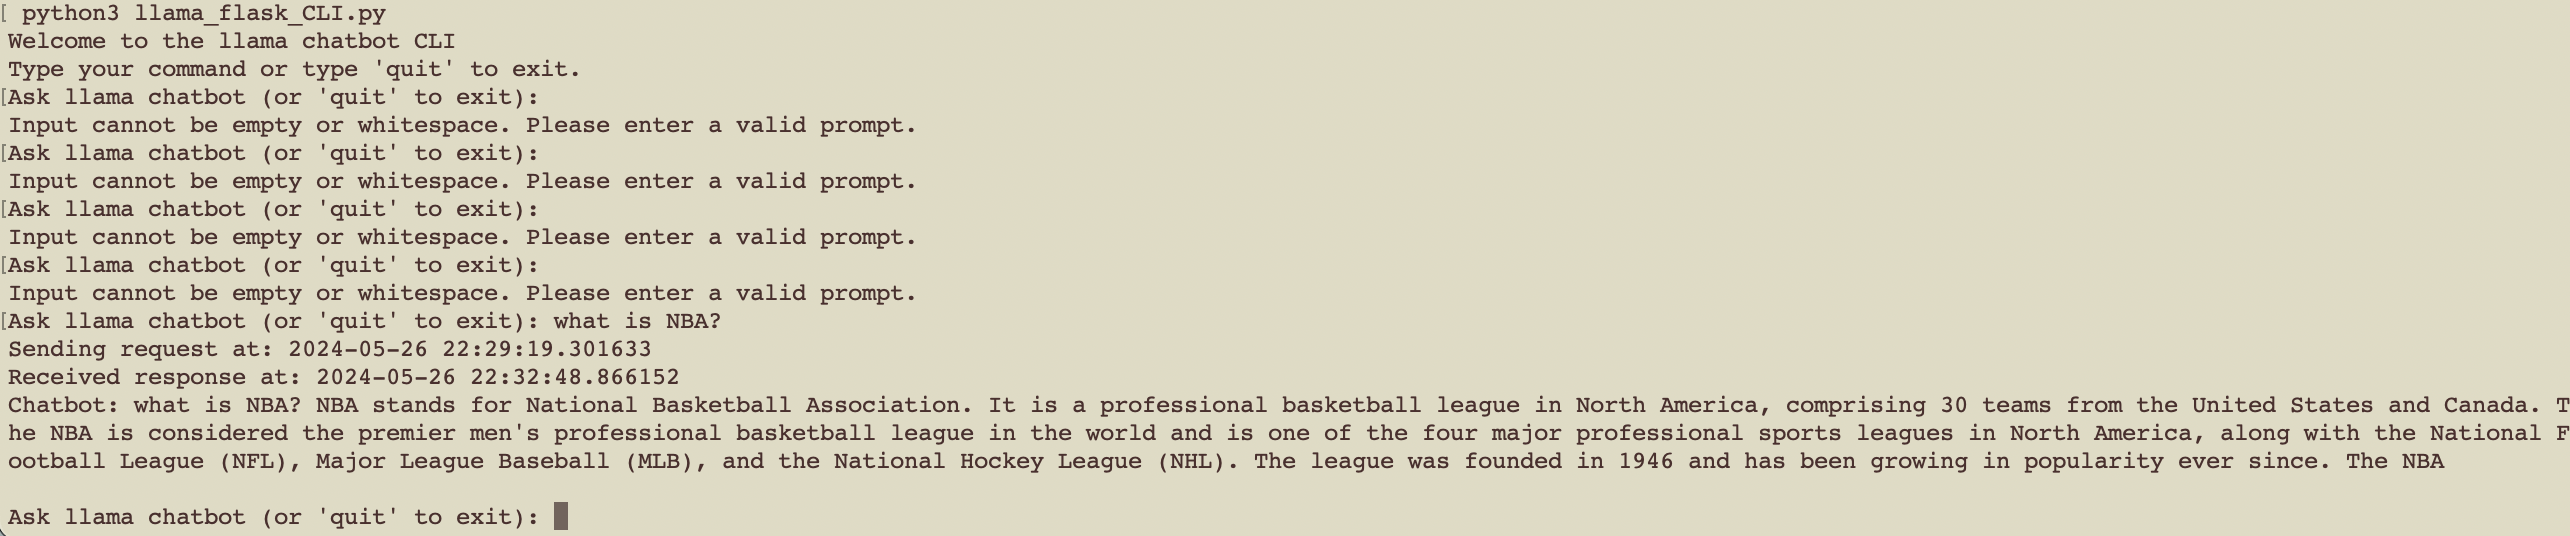 [ python3 llama_flask_CLI.py
Welcome to the llama chatbot CLI
Type your command or type 'quit' to exit.
[Ask llama chatbot (or 'quit' to exit):
Input cannot be empty or whitespace. Please enter a valid prompt.
[Ask llama chatbot (or 'quit' to exit):
Input cannot be empty or whitespace. Please enter a valid prompt.
[Ask llama chatbot (or 'quit' to exit):
Input cannot be empty or whitespace. Please enter a valid prompt.
[Ask llama chatbot (or 'quit' to exit):
Input cannot be empty or whitespace. Please enter a valid prompt.
[Ask llama chatbot (or 'quit' to exit): what is NBA?
Sending request at: 2024-05-26 22:29:19.301633
Received response at: 2024-05-26 22:32:48.866152
Chatbot: what is NBA? NBA stands for National Basketball Association. It is a professional basketball league in North America, comprising 30 teams from the United States and Canada. T
he NBA is considered the premier men's professional basketball league in the world and is one of the four major professional sports leagues in North America, along with the National F
ootball League (NFL), Major League Baseball (MLB), and the National Hockey League (NHL). The league was founded in 1946 and has been growing in popularity ever since. The NBA
Ask llama chatbot (or 'quit' to exit):